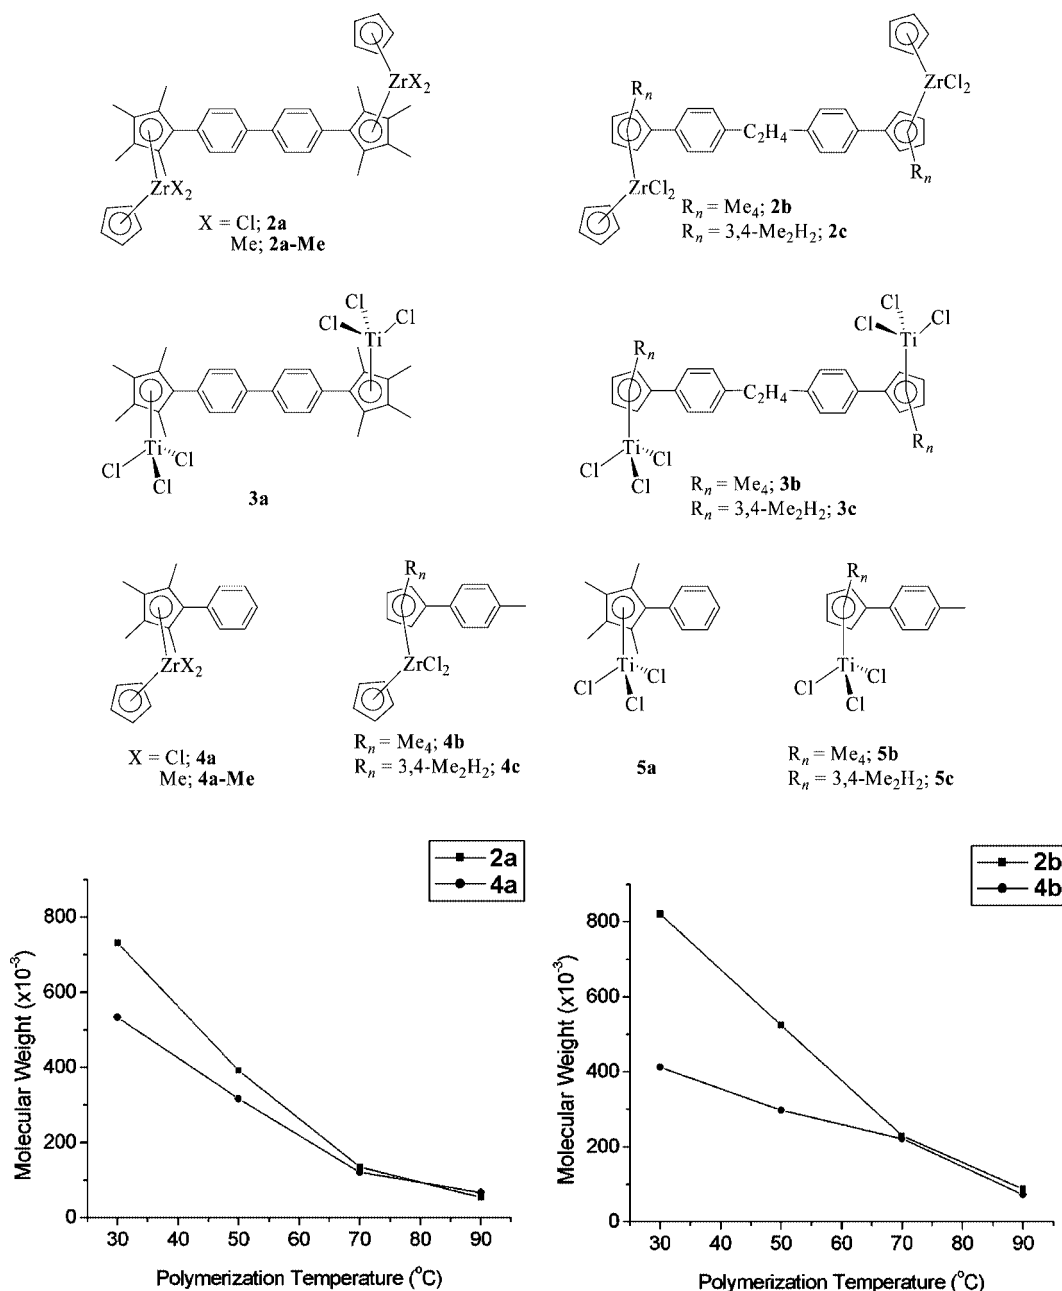 ZrX2
ZrX2
X = Cl; 2a
Me; 2a-Me
Rn
ZrCl2
C2H4
ZrCl2
Rn
Rn = Me4; 2b
Rn = 3,4-Me2H2; 2c
Cl
Cl
Cl
Ti
Ti
Cl
Cl
Cl
3a
Cl
Cl
Cl
Ti
Rn
C2H4
Rn
Ti
Cl
Cl
Cl
Rn = Me4; 3b
Rn = 3,4-Me2H2; 3c
ZrX2
X = Cl; 4a
Me; 4a-Me
Rn
ZrCl2
Rn = Me4; 4b
Rn = 3,4-Me2H2; 4c
Ti
Cl
Cl
Cl
5a
Rn
Ti
Cl
Cl
Cl
Rn = Me4; 5b
Rn = 3,4-Me2H2; 5c
2a
4a
800
600
400
200
0
Molecular Weight (x10-3)
30 40 50 60 70 80 90
Polymerization Temperature (oC)
2b
4b
800
600
400
200
0
Molecular Weight (x10-3)
30 40 50 60 70 80 90
Polymerization Temperature (oC)